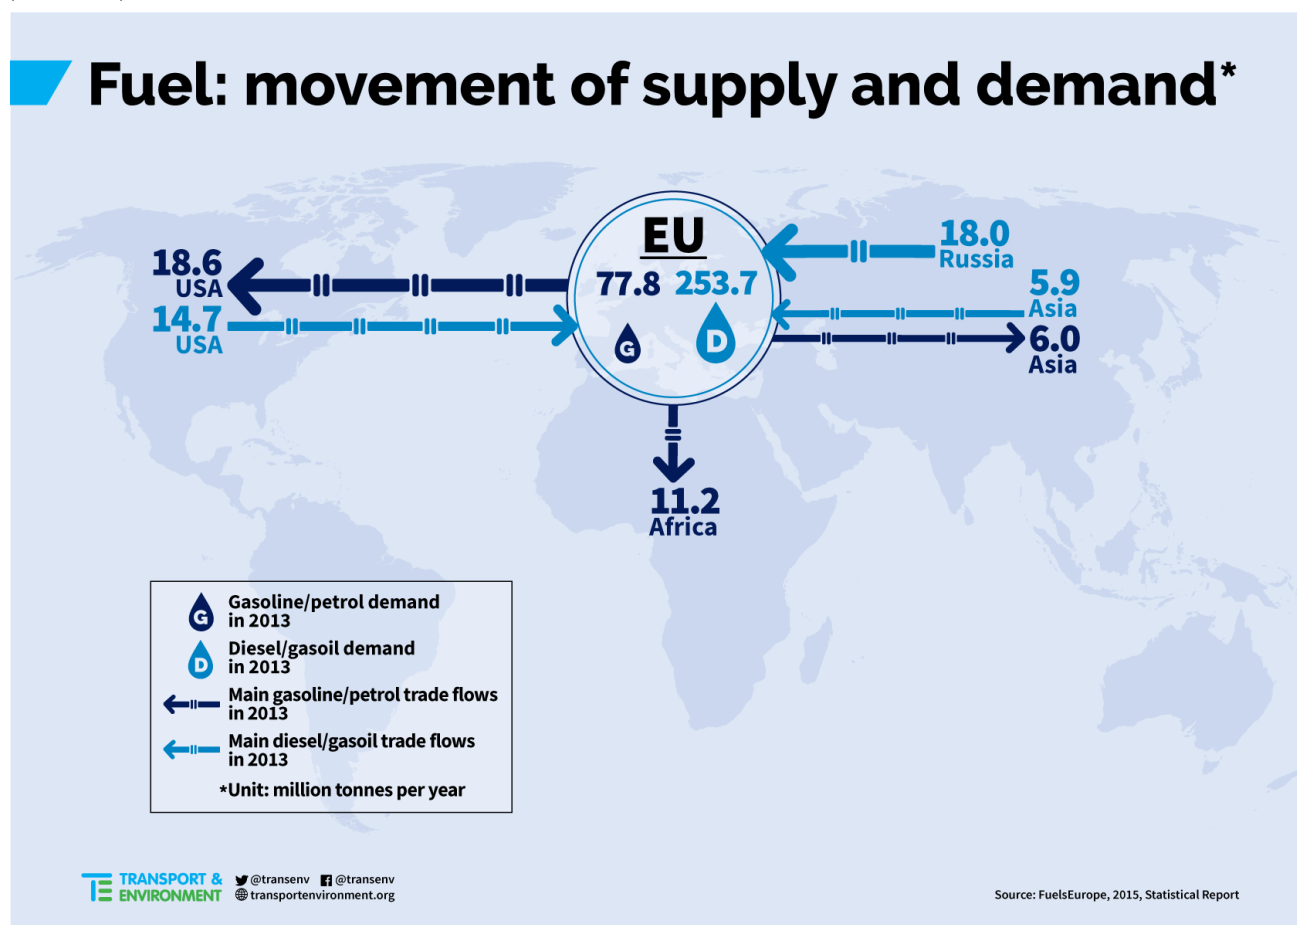 Fuel: movement of supply and demand*
EU
77.8 253.7
G
D
18.6
USA
14.7
USA
18.0
Russia
5.9
Asia
6.0
Asia
11.2
Africa
G
Gasoline/petrol demand
in 2013
D
Diesel/gasoil demand
in 2013
Main gasoline/petrol trade flows
in 2013
Main diesel/gasoil trade flows
in 2013
*Unit: million tonnes per year
TE
TRANSPORT &
ENVIRONMENT
@transenv @transenv
transportenvironment.org
Source: FuelsEurope, 2015, Statistical Report